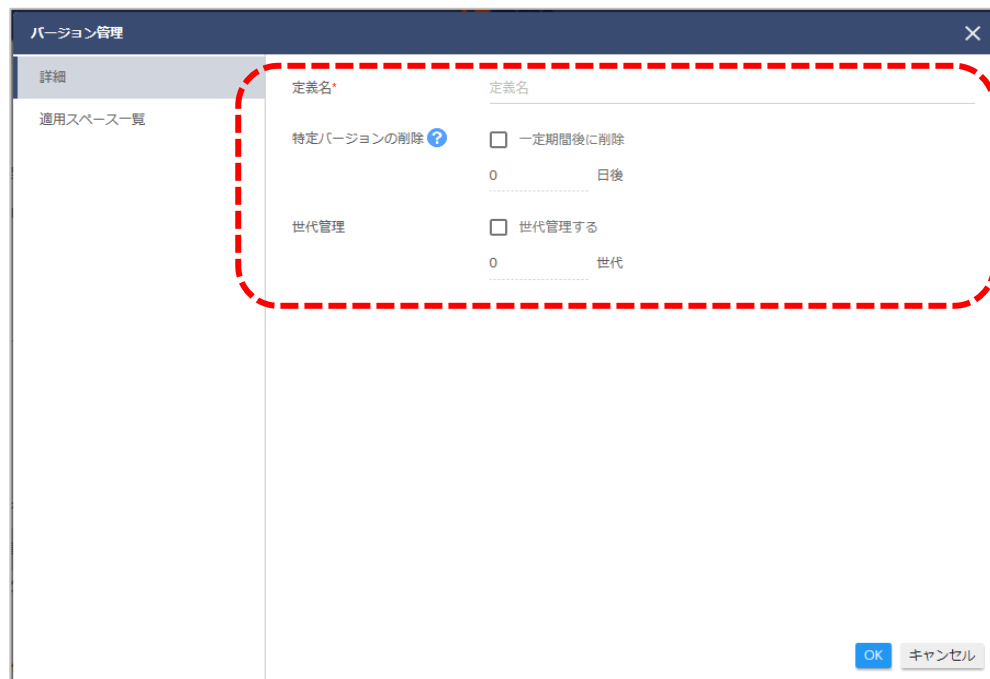 バージョン管理
詳細
適用スペース一覧
定義名* 定義名
特定バージョンの削除 ? 一定期間後に削除
0 日後
世代管理 世代管理する
0 世代
OK キャンセル